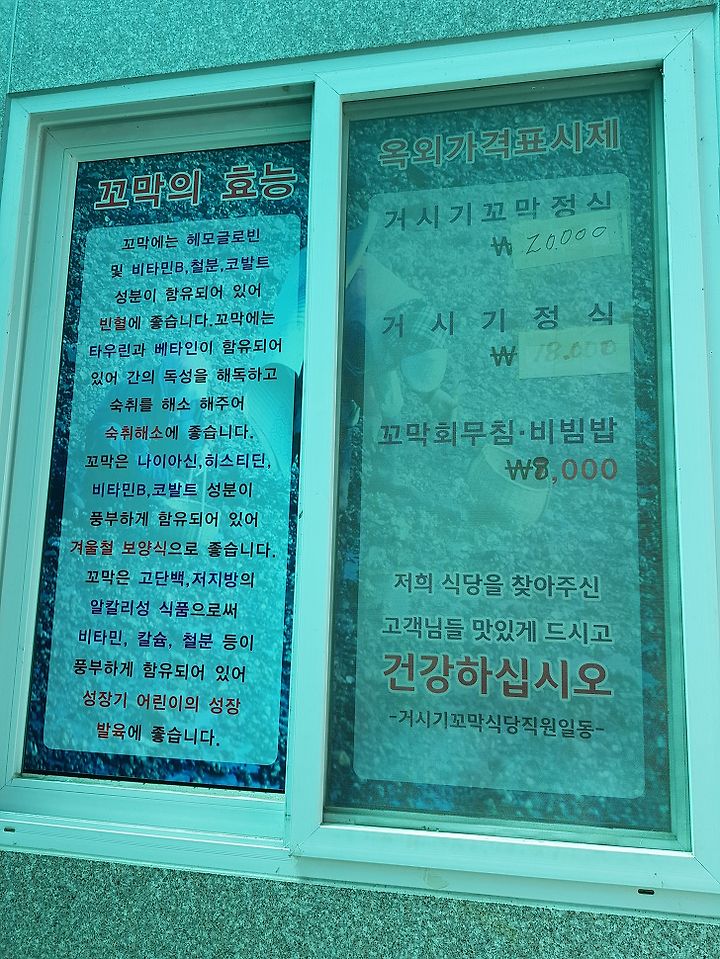 꼬막의 효능
꼬막에는 헤모글로빈
및 비타민B,철분,코발트
성분이 함유되어 있어
빈혈에 좋습니다.꼬막에는
타우린과 베타인이 함유되어
있어 간의 독성을 해독하고
숙취를 해소 해주어
숙취해소에 좋습니다.
꼬막은 나이아신,히스티딘,
비타민B,코발트 성분이
풍부하게 함유되어 있어
겨울철 보양식으로 좋습니다.
꼬막은 고단백,저지방의
알칼리성 식품으로써
비타민, 칼슘, 철분 등이
풍부하게 함유되어 있어
성장기 어린이의 성장
발육에 좋습니다.
옥외가격표시제
거시기꼬막정식
₩ 20,000
거시기정식
₩ 18,000
꼬막회무침·비빔밥
₩8,000
저희 식당을 찾아주신
고객님들 맛있게 드시고
건강하십시오
-거시기꼬막식당직원일동-